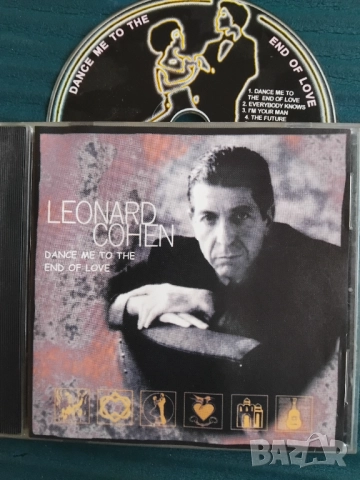 DANCE ME TO THE
END OF LOVE
1. DANCE ME TO
THE END OF LOVE
2. EVERYBODY KNOWS
3. I'M YOUR MAN
4. THE FUTURE
LEONARD
COHEN
DANCE ME TO THE
END OF LOVE
BAZAR